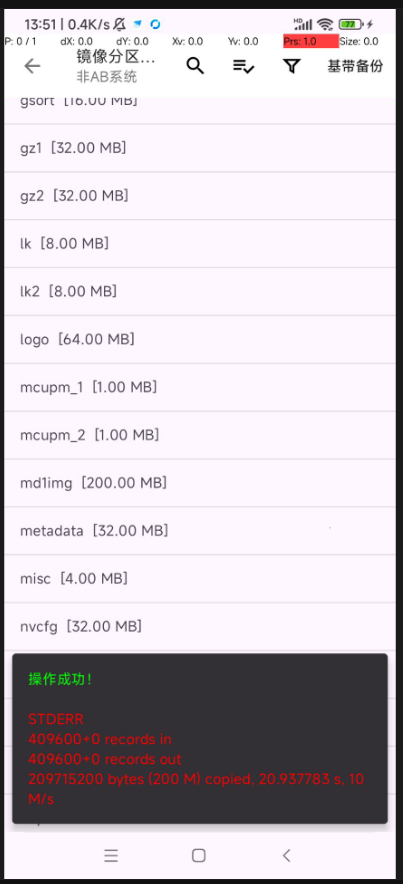 13:51 | 0.4K/s
HD
77
P: 0 / 1 dX: 0.0 dY: 0.0 Xv: 0.0 Yv: 0.0 Prs: 1.0 Size: 0.0
镜像分区...
非AB系统
基带备份
gsort [16.00 MB]
gz1 [32.00 MB]
gz2 [32.00 MB]
lk [8.00 MB]
lk2 [8.00 MB]
logo [64.00 MB]
mcupm_1 [1.00 MB]
mcupm_2 [1.00 MB]
md1img [200.00 MB]
metadata [32.00 MB]
misc [4.00 MB]
nvcfg [32.00 MB]
操作成功!
STDERR
409600+0 records in
409600+0 records out
209715200 bytes (200 M) copied, 20.937783 s, 10
M/s